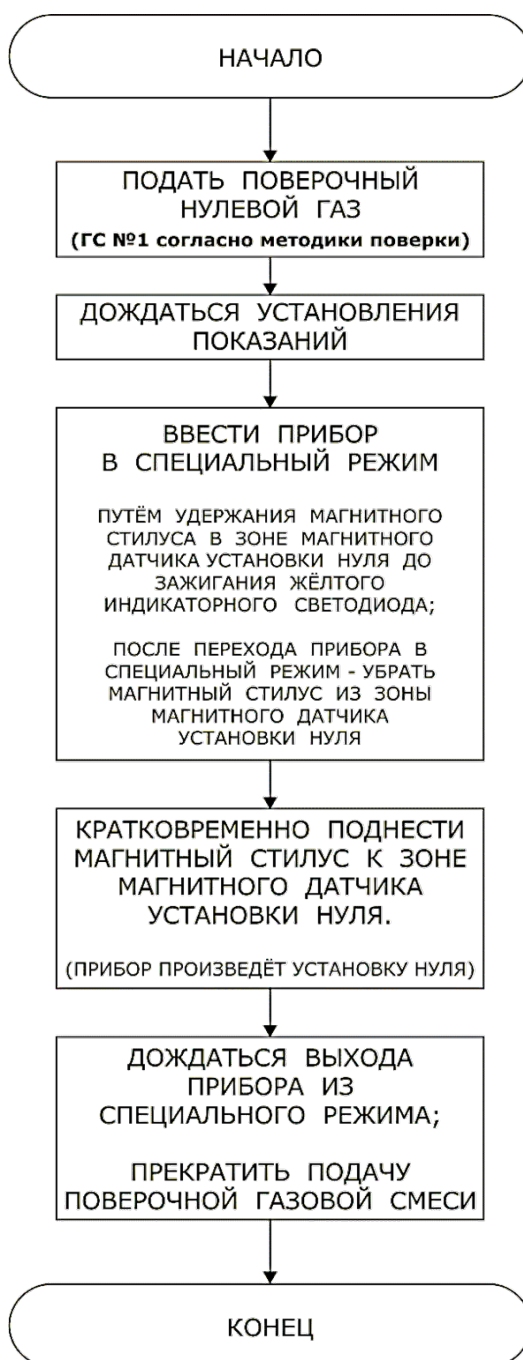 НАЧАЛО
ПОДАТЬ ПОВЕРОЧНЫЙ
НУЛЕВОЙ ГАЗ
(ГС №1 согласно методики поверки)
ДОЖДАТЬСЯ УСТАНОВЛЕНИЯ
ПОКАЗАНИЙ
ВВЕСТИ ПРИБОР
В СПЕЦИАЛЬНЫЙ РЕЖИМ
ПУТЁМ УДЕРЖАНИЯ МАГНИТНОГО
СТИЛУСА В ЗОНЕ МАГНИТНОГО
ДАТЧИКА УСТАНОВКИ НУЛЯ ДО
ЗАЖИГАНИЯ ЖЁЛТОГО
ИНДИКАТОРНОГО СВЕТОДИОДА;
ПОСЛЕ ПЕРЕХОДА ПРИБОРА В
СПЕЦИАЛЬНЫЙ РЕЖИМ - УБРАТЬ
МАГНИТНЫЙ СТИЛУС ИЗ ЗОНЫ
МАГНИТНОГО ДАТЧИКА
УСТАНОВКИ НУЛЯ
КРАТКОВРЕМЕННО ПОДНЕСТИ
МАГНИТНЫЙ СТИЛУС К ЗОНЕ
МАГНИТНОГО ДАТЧИКА
УСТАНОВКИ НУЛЯ.
(ПРИБОР ПРОИЗВЕДЁТ УСТАНОВКУ НУЛЯ)
ДОЖДАТЬСЯ ВЫХОДА
ПРИБОРА ИЗ
СПЕЦИАЛЬНОГО РЕЖИМА;
ПРЕКРАТИТЬ ПОДАЧУ
ПОВЕРОЧНОЙ ГАЗОВОЙ СМЕСИ
КОНЕЦ